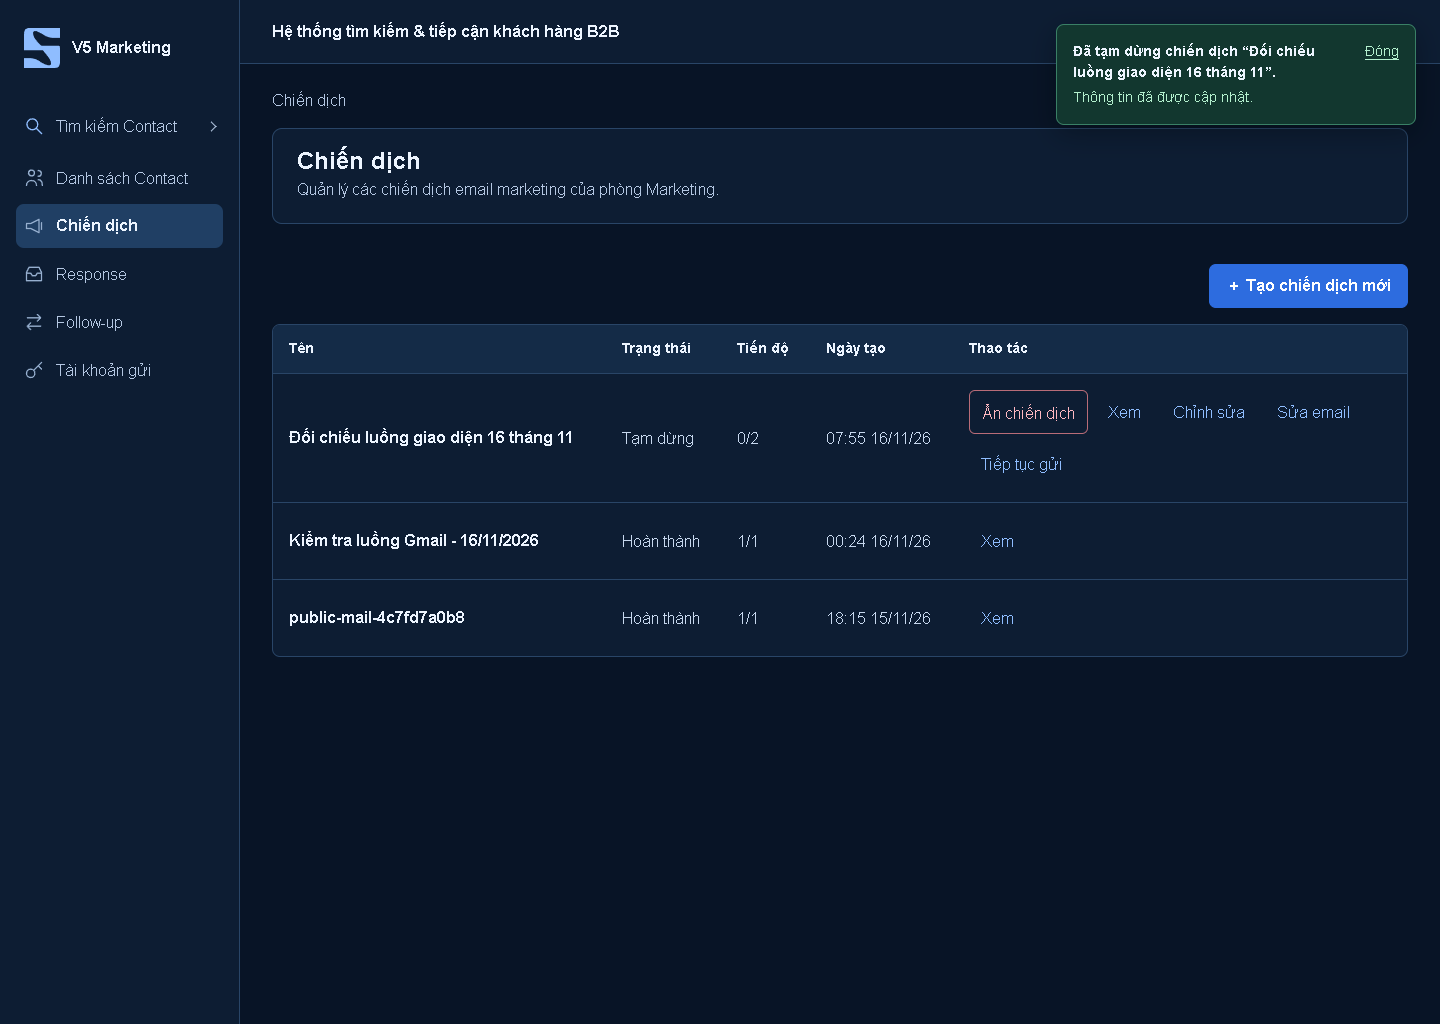 V5 Marketing
Tìm kiếm Contact
Danh sách Contact
Chiến dịch
Response
Follow-up
Tài khoản gửi
Hệ thống tìm kiếm & tiếp cận khách hàng B2B
Đã tạm dừng chiến dịch “Đối chiếu
luồng giao diện 16 tháng 11”.
Đóng
Thông tin đã được cập nhật.
Chiến dịch
Chiến dịch
Quản lý các chiến dịch email marketing của phòng Marketing.
+ Tạo chiến dịch mới
Tên Trạng thái Tiến độ Ngày tạo Thao tác
Đối chiếu luồng giao diện 16 tháng 11 Tạm dừng 0/2 07:55 16/11/26 Ẩn chiến dịch Xem Chỉnh sửa Sửa email
Tiếp tục gửi
Kiểm tra luồng Gmail - 16/11/2026 Hoàn thành 1/1 00:24 16/11/26 Xem
public-mail-4c7fd7a0b8 Hoàn thành 1/1 18:15 15/11/26 Xem